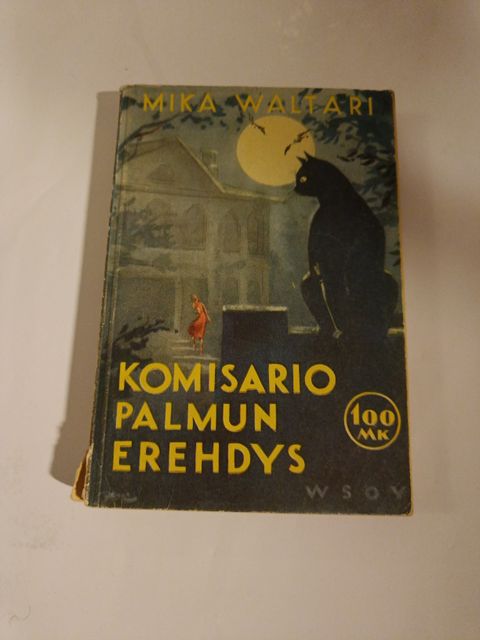 MIKA WALTARI
KOMISARIO
PALMUN
EREHDYS
100
MK
WSOY